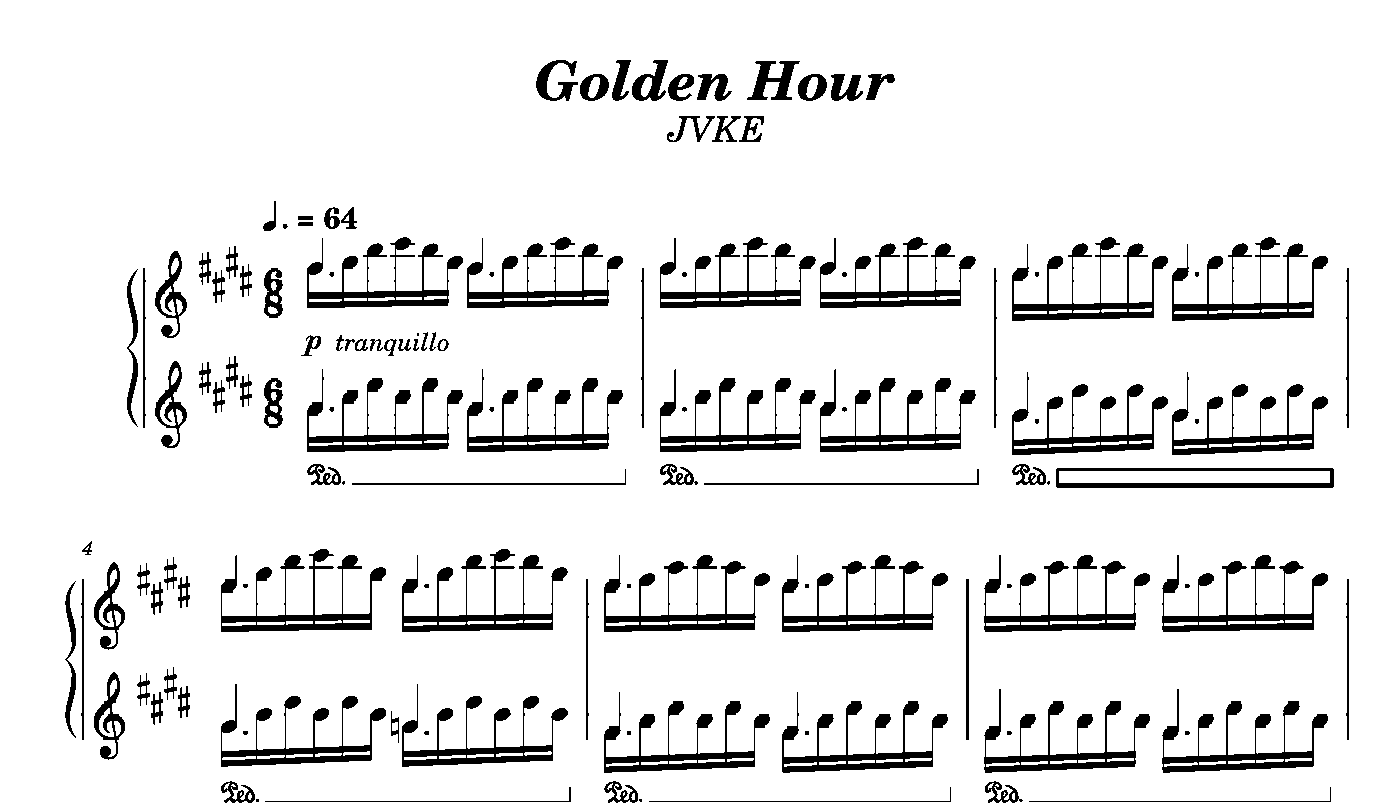 Golden Hour
JVKE
♩. = 64
6 8
p tranquillo
6 8
Ped. Ped. Ped.
4
Ped. Ped. Ped.